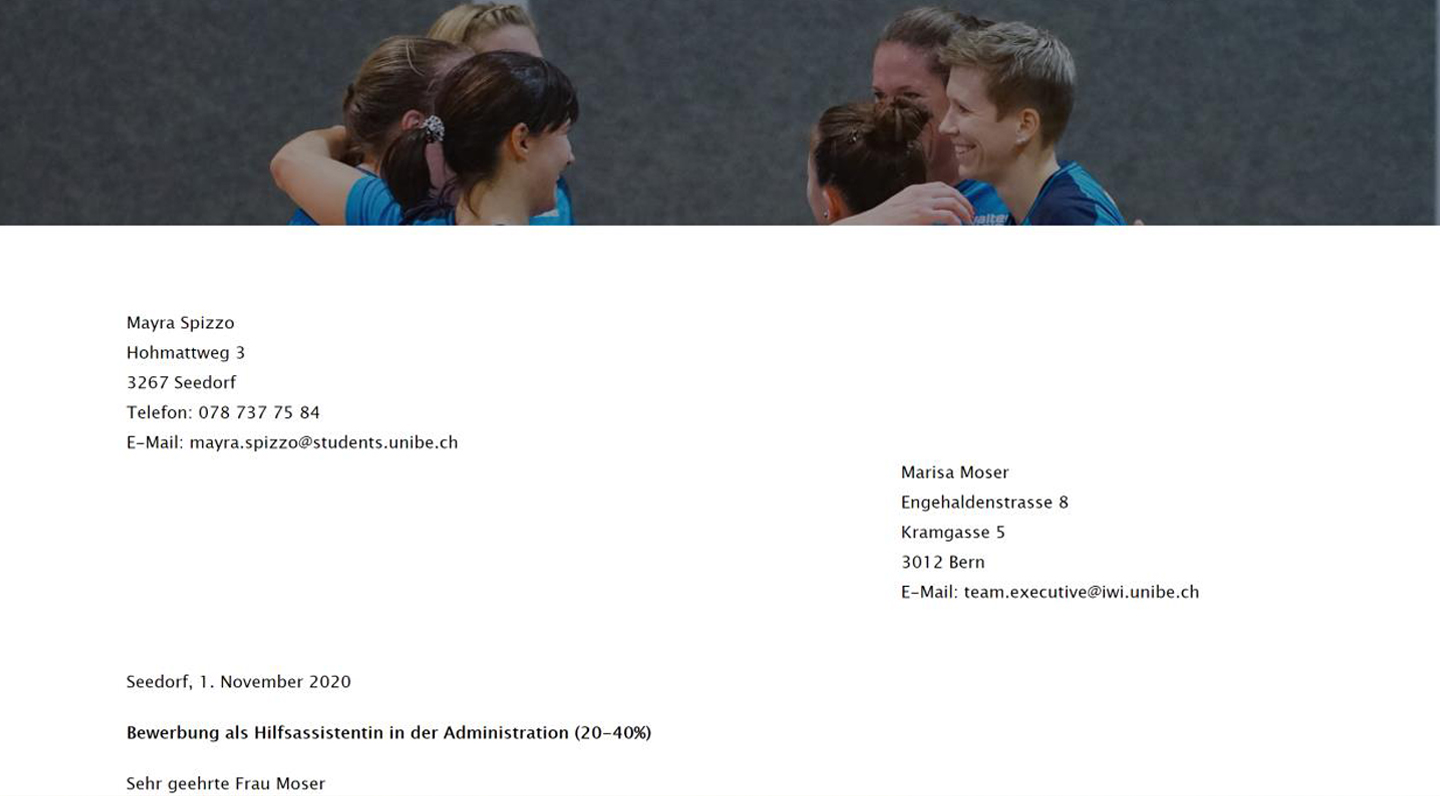 Mayra Spizzo
Hohmattweg 3
3267 Seedorf
Telefon: 078 737 75 84
E-Mail: mayra.spizzo@students.unibe.ch
Marisa Moser
Engehaldenstrasse 8
Kramgasse 5
3012 Bern
E-Mail: team.executive@iwi.unibe.ch
Seedorf, 1. November 2020
Bewerbung als Hilfsassistentin in der Administration (20-40%)
Sehr geehrte Frau Moser